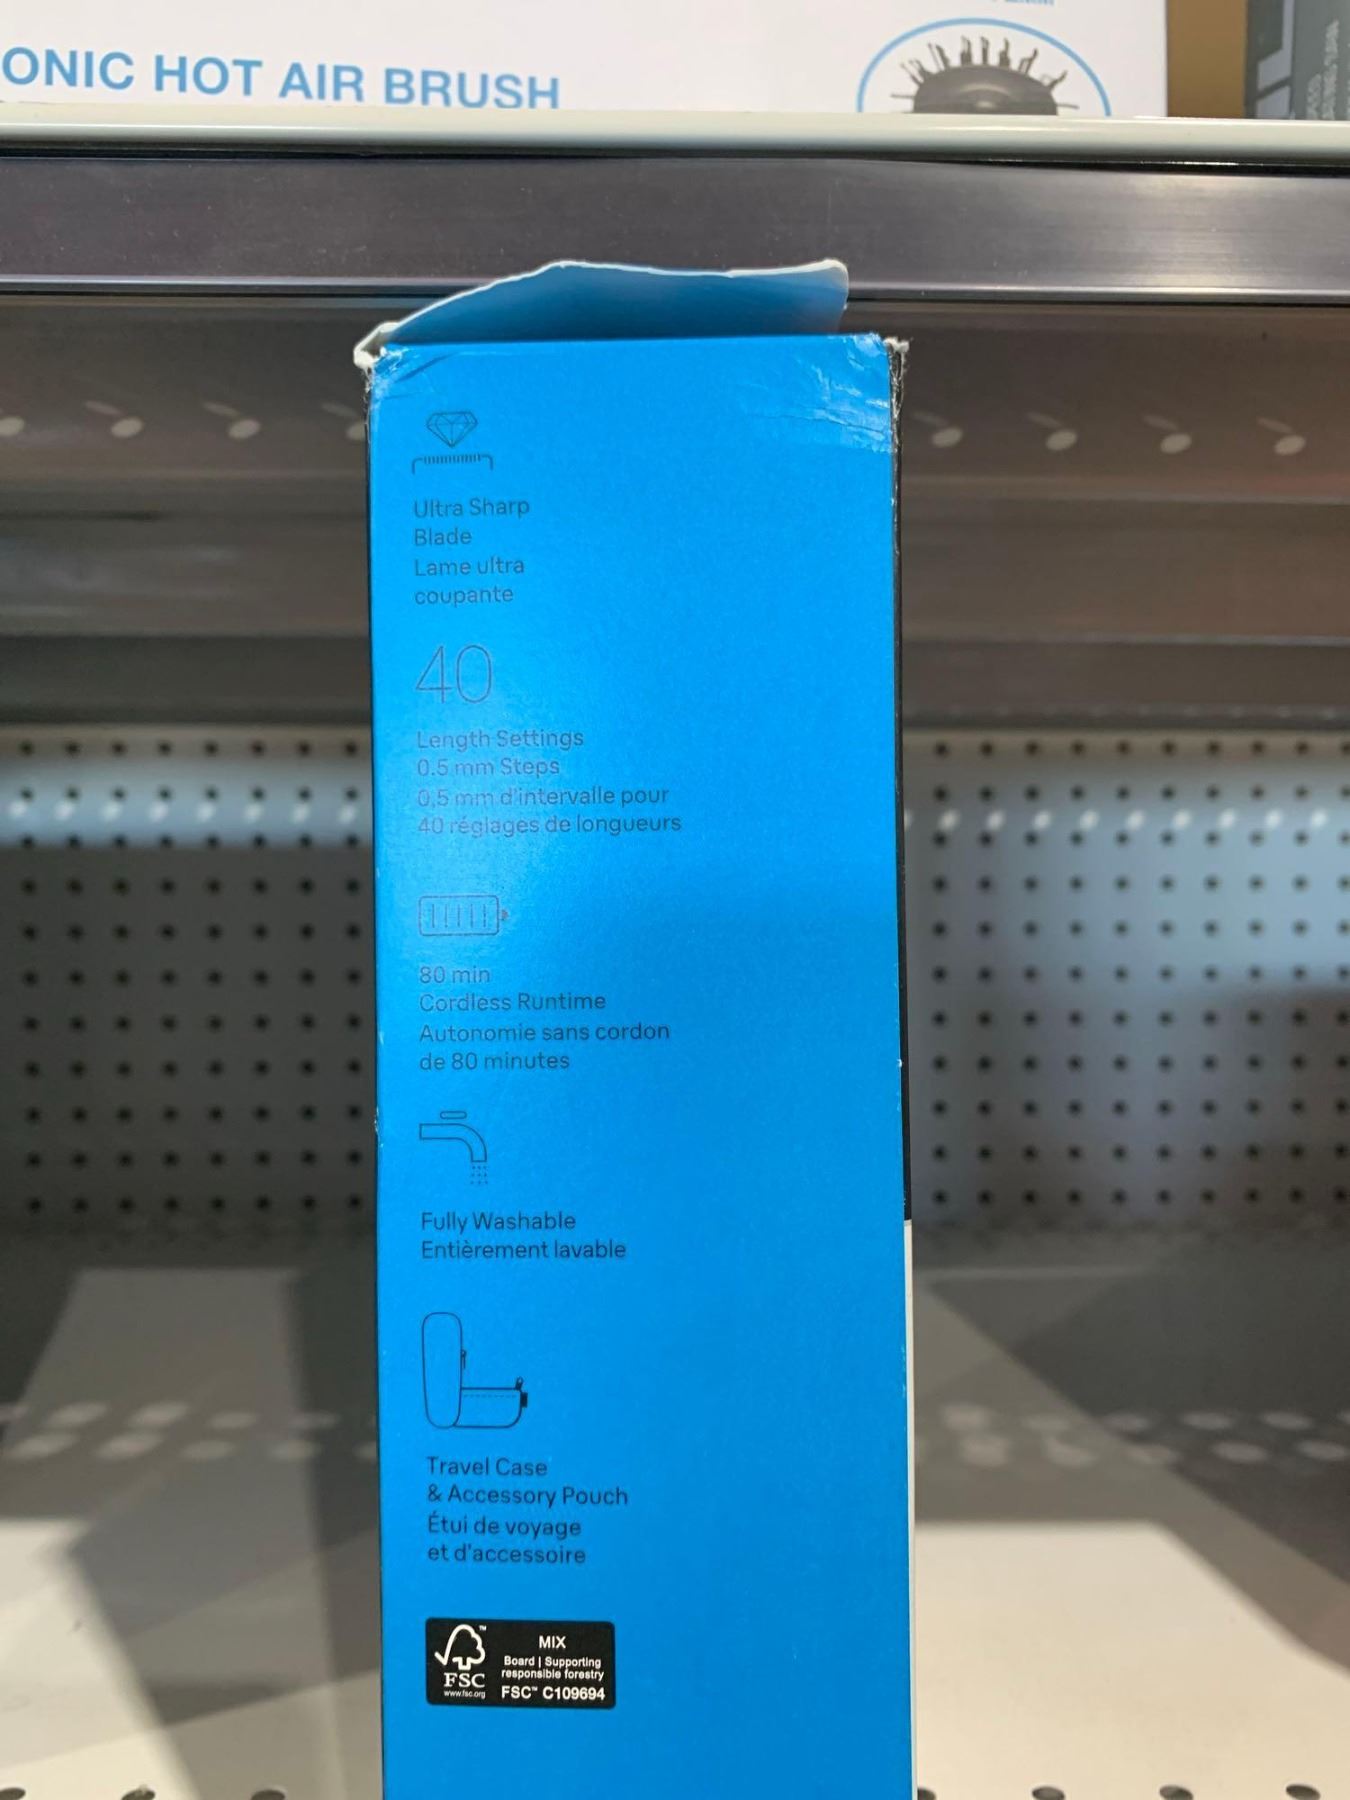 ONIC HOT AIR BRUSH
Ultra Sharp
Blade
Lame ultra
coupante
40
Length Settings
0.5 mm Steps
0,5 mm d'intervalle pour
40 réglages de longueurs
80 min
Cordless Runtime
Autonomie sans cordon
de 80 minutes
Fully Washable
Entièrement lavable
Travel Case
& Accessory Pouch
Étui de voyage
et d'accessoire
MIX
Board | Supporting
responsible forestry
FSC™ C109694
FSC
www.fsc.org